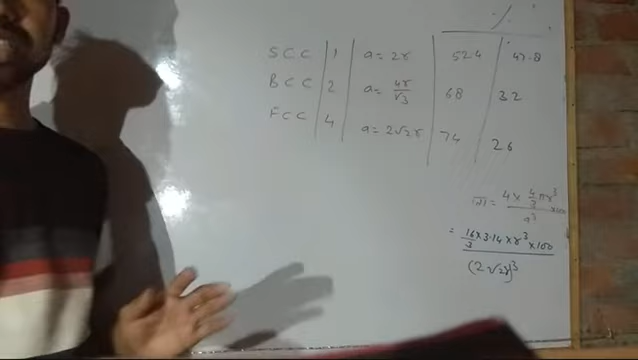 %
SCC 1 a = 2r 52.4 47.8
BCC 2 a = 4r/√3 68 32
FCC 4 a = 2√2r 74 26
= 4 × 4/3 πr³ / a³ × 100
= 16/3 × 3.14 × r³ × 100 / (2√2r)³